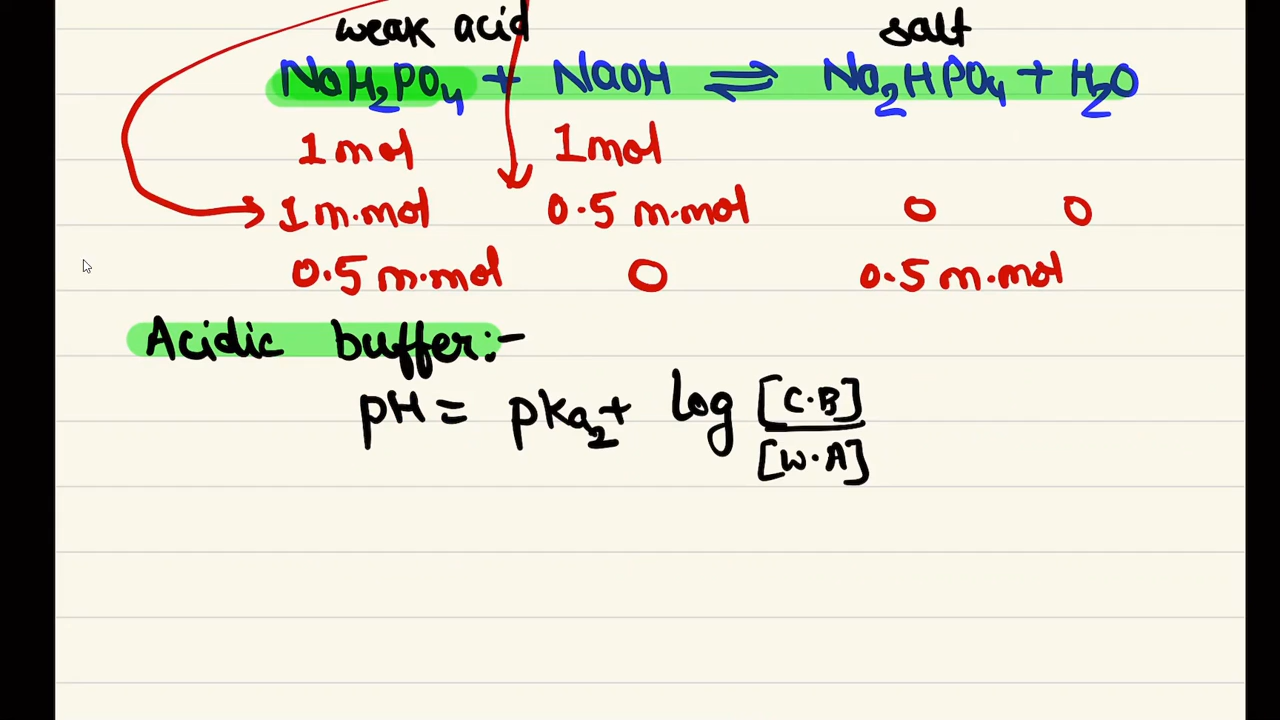 weak acid salt
NaH₂PO₄ + NaOH ⇌ Na₂HPO₄ + H₂O
1 mol 1 mol
1 m.mol 0.5 m.mol 0 0
0.5 m.mol 0 0.5 m.mol
Acidic buffer:-
pH = pka₂ + log [C.B]/[W.A]